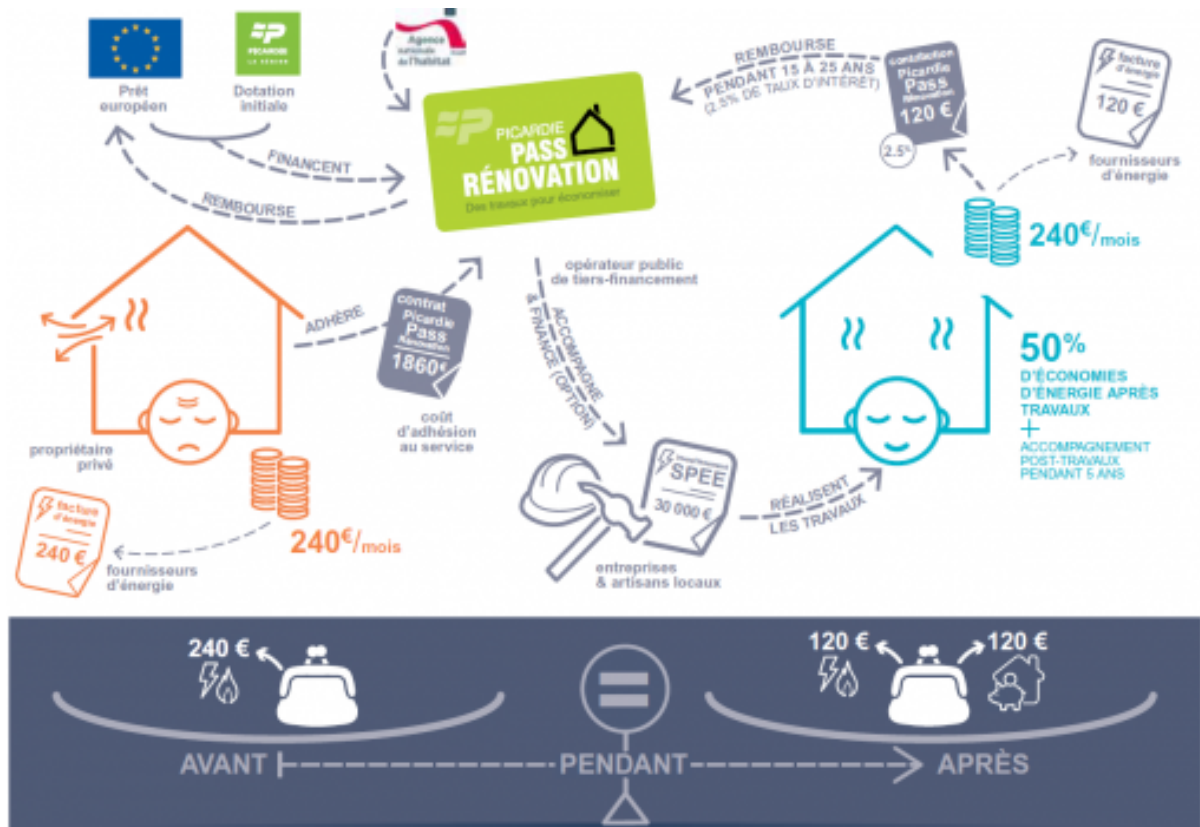 PICARDIE
LA RÉGION
Prêt
européen
Dotation
initiale
Agence
nationale
de l'habitat
FINANCENT
REMBOURSE
PICARDIE
PASS
RÉNOVATION
Des travaux pour économiser
opérateur public
de tiers-financement
REMBOURSE
PENDANT 15 À 25 ANS
(2.5% DE TAUX D'INTÉRÊT)
contribution
Picardie
Pass
Rénovation
120 €
2.5%
facture
d'énergie
120 €
fournisseurs
d'énergie
240€/mois
ADHÈRE
contrat
Picardie
Pass
Rénovation
1860€
coût
d'adhésion
au service
ACCOMPAGNE
& FINANCE (OPTION)
propriétaire
privé
facture
d'énergie
240 €
fournisseurs
d'énergie
240€/mois
SPEE
30 000 €
entreprises
& artisans locaux
RÉALISENT
LES TRAVAUX
50%
D'ÉCONOMIES
D'ÉNERGIE APRÈS
TRAVAUX
+
ACCOMPAGNEMENT
POST-TRAVAUX
PENDANT 5 ANS
240 €
120 €
120 €
AVANT
PENDANT
APRÈS